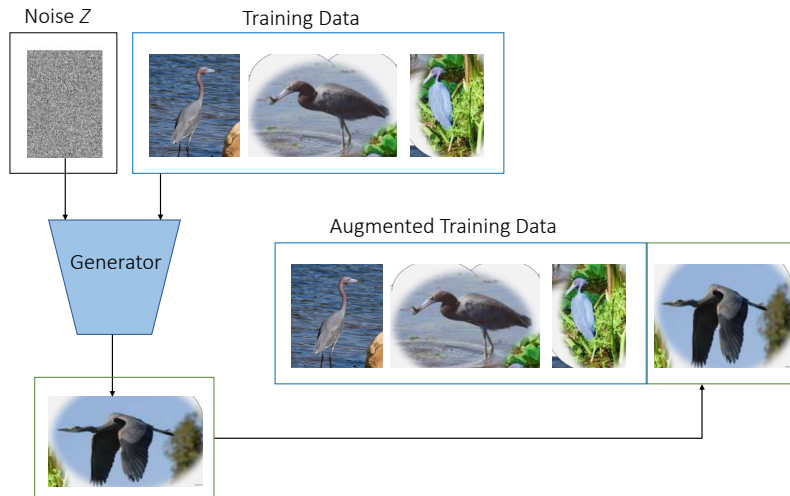 Noise Z
Training Data
Generator
Augmented Training Data